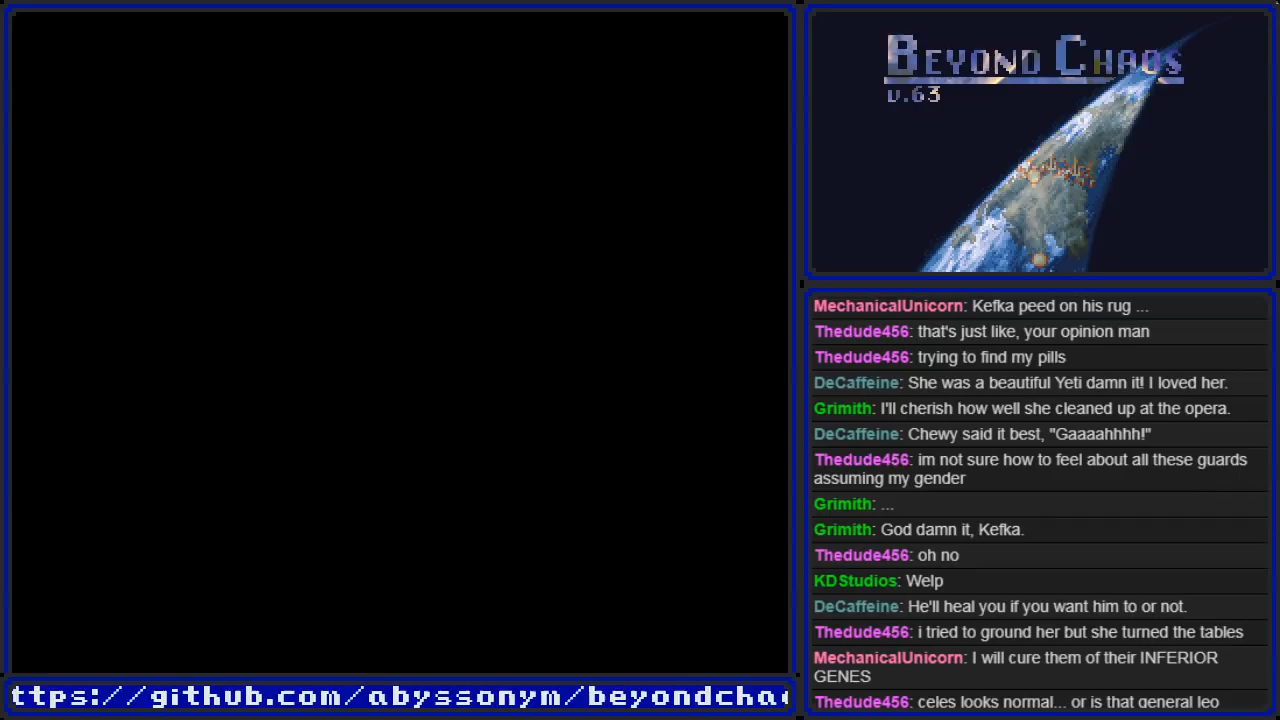 BEYOND CHAOS
v.63
MechanicalUnicorn: Kefka peed on his rug ...
Thedude456: that's just like, your opinion man
Thedude456: trying to find my pills
DeCaffeine: She was a beautiful Yeti damn it! I loved her.
Grimith: I'll cherish how well she cleaned up at the opera.
DeCaffeine: Chewy said it best, "Gaaaahhhh!"
Thedude456: im not sure how to feel about all these guards
assuming my gender
Grimith: ...
Grimith: God damn it, Kefka.
Thedude456: oh no
KDStudios: Welp
DeCaffeine: He'll heal you if you want him to or not.
Thedude456: i tried to ground her but she turned the tables
MechanicalUnicorn: I will cure them of their INFERIOR
GENES
Thedude456: celes looks normal... or is that general leo
ttps://github.com/abyssonym/beyondchao